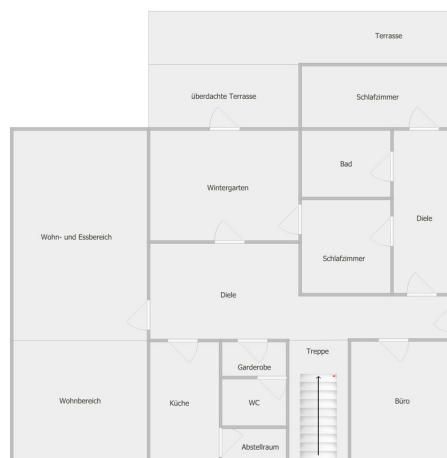 Terrasse
überdachte Terrasse
Schlafzimmer
Bad
Wintergarten
Diele
Wohn- und Essbereich
Schlafzimmer
Diele
Treppe
Garderobe
Wohnbereich
Küche
WC
Büro
Abstellraum